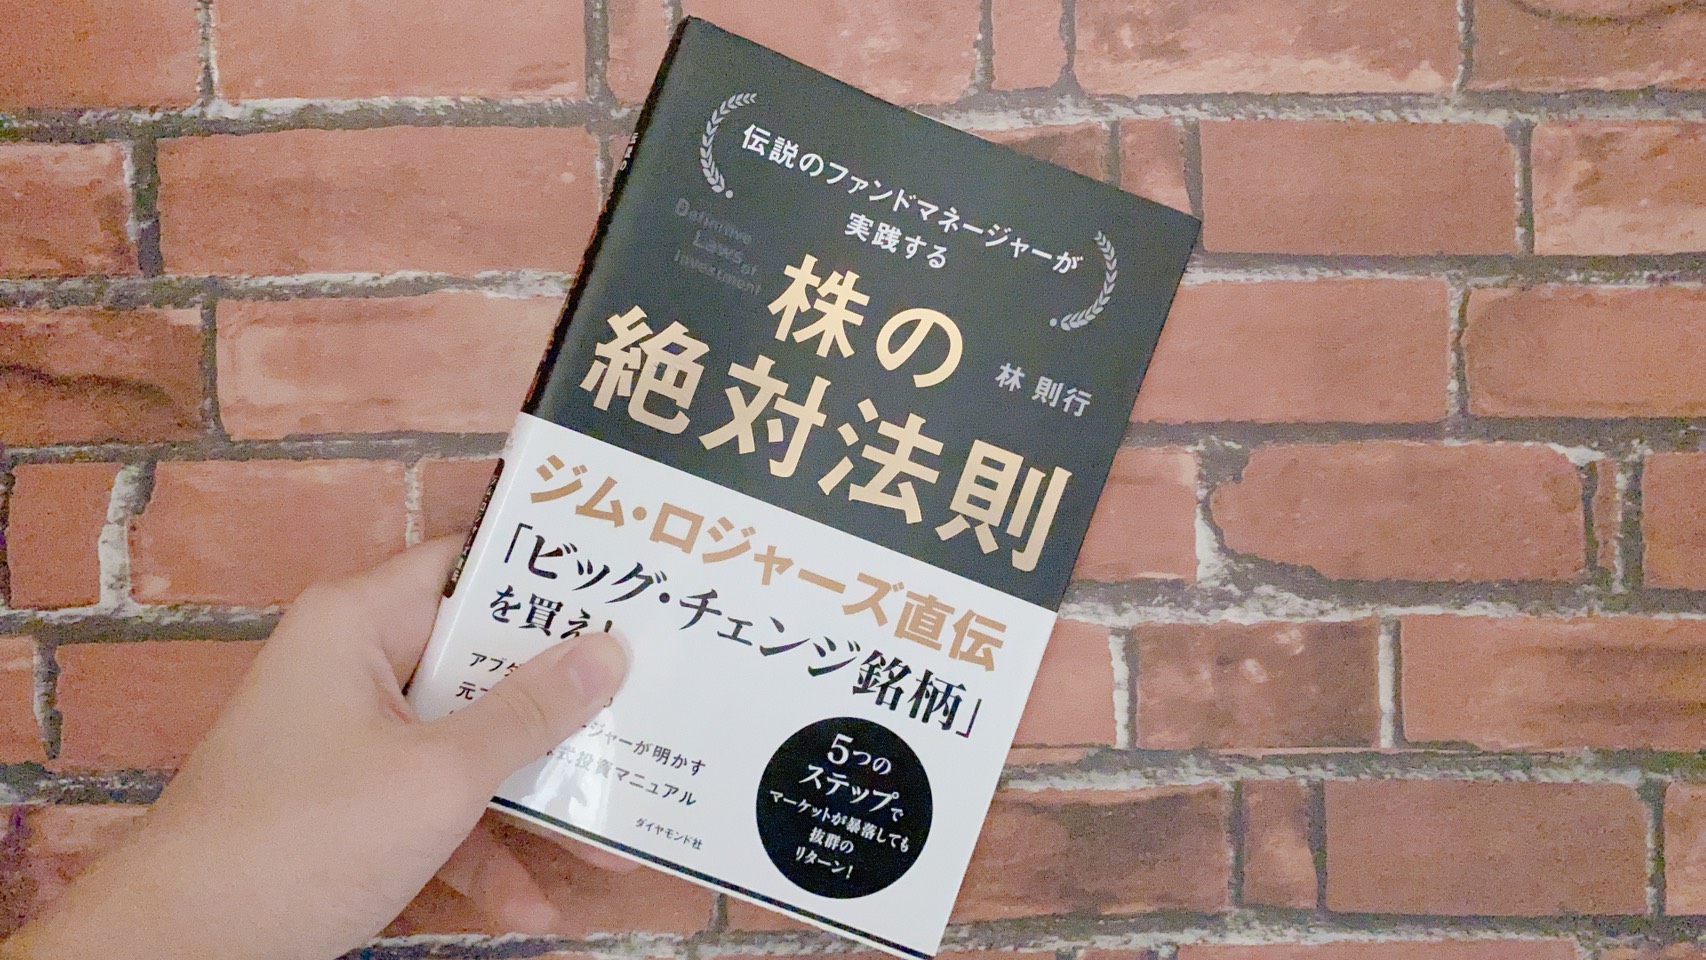 伝説のファンドマネージャーが
実践する
Definitive
Laws of
Investment
株の
絶対法則
林 則行
ジム・ロジャーズ直伝
「ビッグ・チェンジ銘柄」
を買え!
アブダ
元
ジャーが明かす
式投資マニュアル
ダイヤモンド社
5つの
ステップで
マーケットが暴落しても
抜群の
リターン!